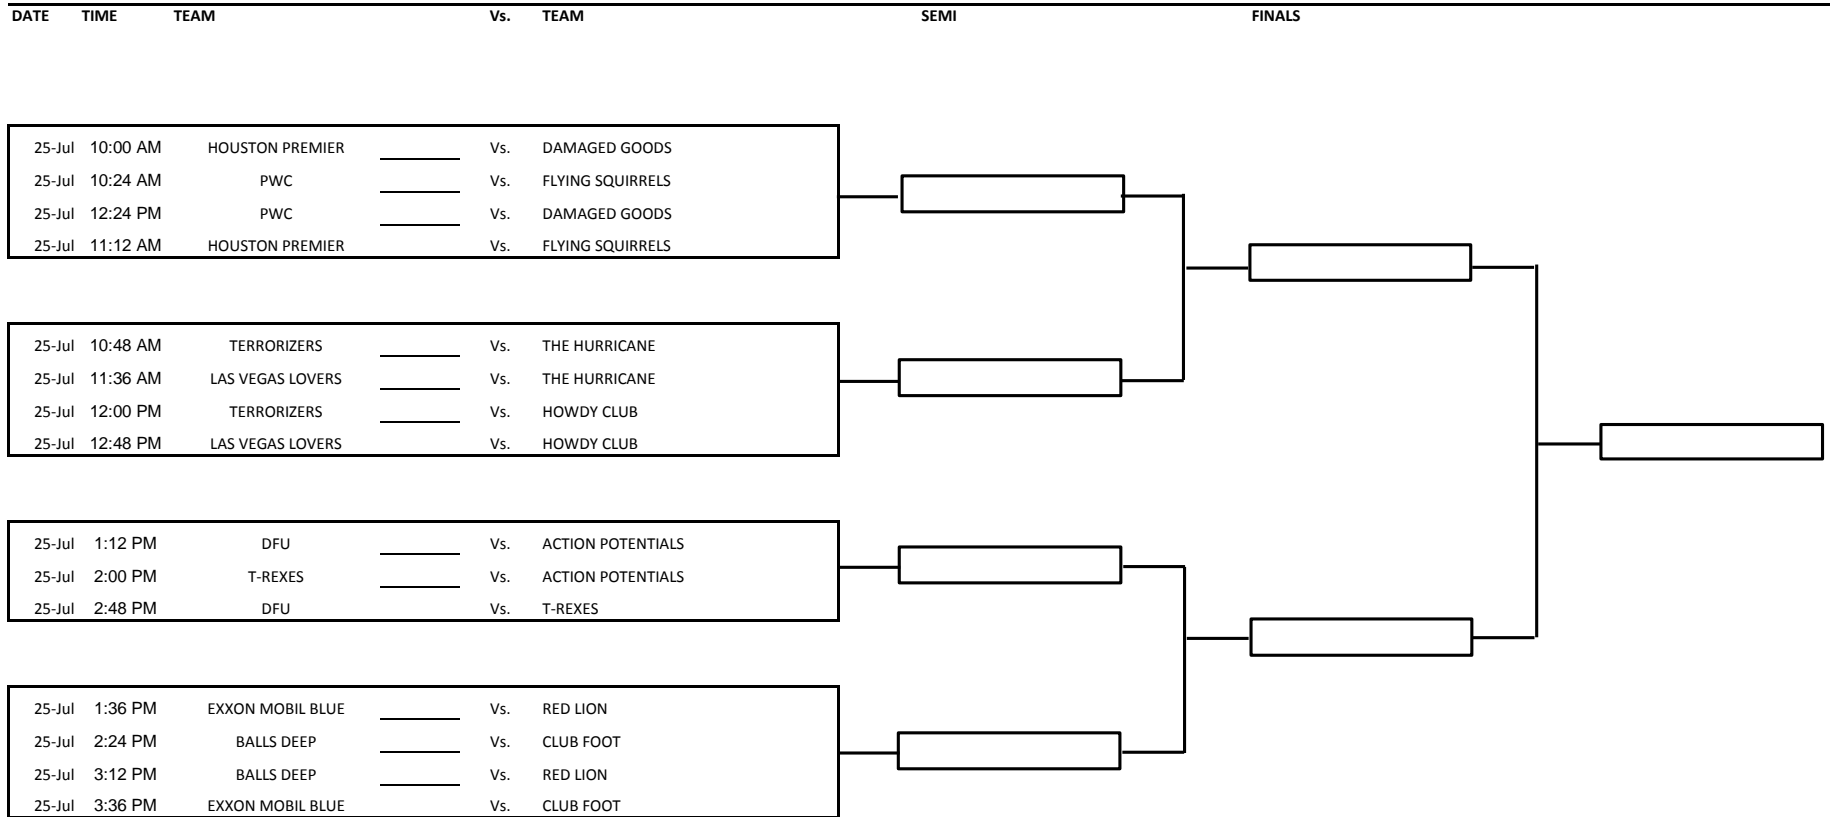 DATE TIME TEAM Vs. TEAM SEMI FINALS
25-Jul 10:00 AM HOUSTON PREMIER Vs. DAMAGED GOODS
25-Jul 10:24 AM PWC Vs. FLYING SQUIRRELS
25-Jul 12:24 PM PWC Vs. DAMAGED GOODS
25-Jul 11:12 AM HOUSTON PREMIER Vs. FLYING SQUIRRELS
25-Jul 10:48 AM TERRORIZERS Vs. THE HURRICANE
25-Jul 11:36 AM LAS VEGAS LOVERS Vs. THE HURRICANE
25-Jul 12:00 PM TERRORIZERS Vs. HOWDY CLUB
25-Jul 12:48 PM LAS VEGAS LOVERS Vs. HOWDY CLUB
25-Jul 1:12 PM DFU Vs. ACTION POTENTIALS
25-Jul 2:00 PM T-REXES Vs. ACTION POTENTIALS
25-Jul 2:48 PM DFU Vs. T-REXES
25-Jul 1:36 PM EXXON MOBIL BLUE Vs. RED LION
25-Jul 2:24 PM BALLS DEEP Vs. CLUB FOOT
25-Jul 3:12 PM BALLS DEEP Vs. RED LION
25-Jul 3:36 PM EXXON MOBIL BLUE Vs. CLUB FOOT